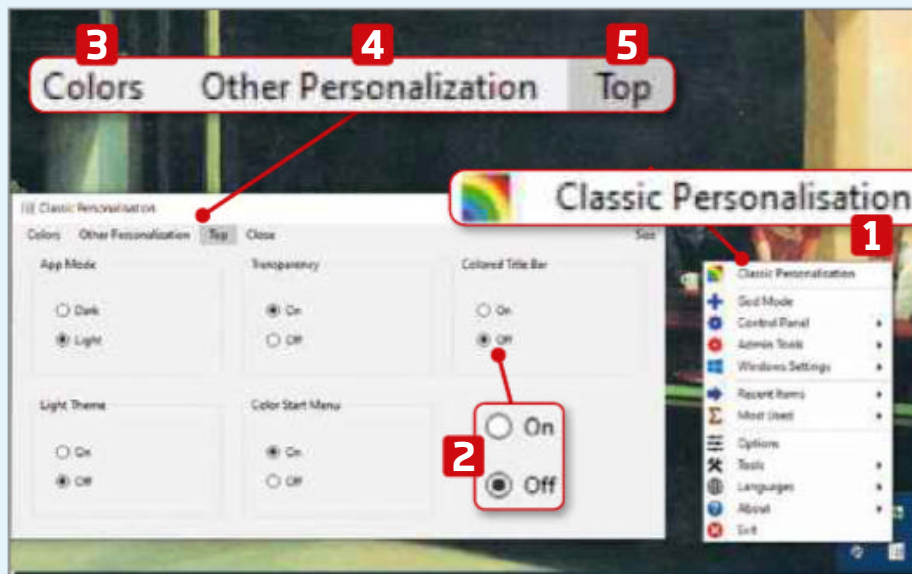 3 4 5
Colors Other Personalization Top
Classic Personalisation
1
Classic Personalisation
Colors Other Personalization Top Close Size
App Mode Transparency Colored Title Bar
Dark On On
Light Off Off
Light Theme Color Start Menu
On On
Off Off
2
On
Off
Classic Personalization
God Mode
Control Panel
Admin Tools
Windows Settings
Recent Items
Most Used
Options
Tools
Languages
About
Exit